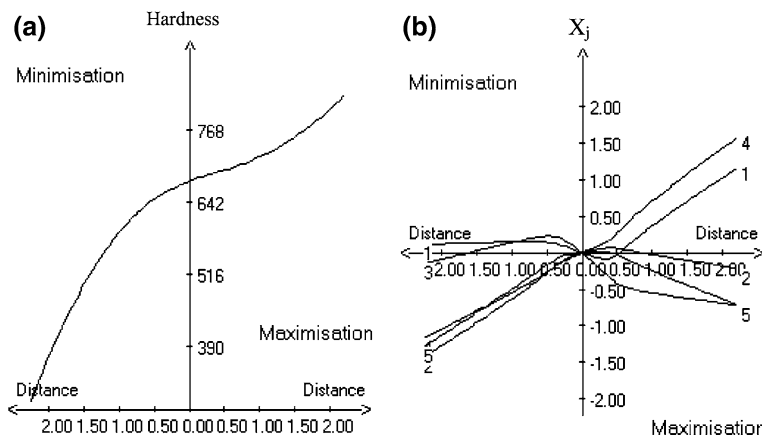 (a)
Hardness
Minimisation
768
642
516
390
Maximisation
Distance
Distance
2.00 1.50 1.00 0.50 0.00 0.50 1.00 1.50 2.00
(b)
Xj
Minimisation
2.00
1.50
1.00
0.50
4
1
Distance
Distance
1
3
2.00 1.50 1.00 0.50 0.00 0.50 1.00 1.50 2.00
2
-0.50
-1.00
-1.50
-2.00
5
5
2
Maximisation